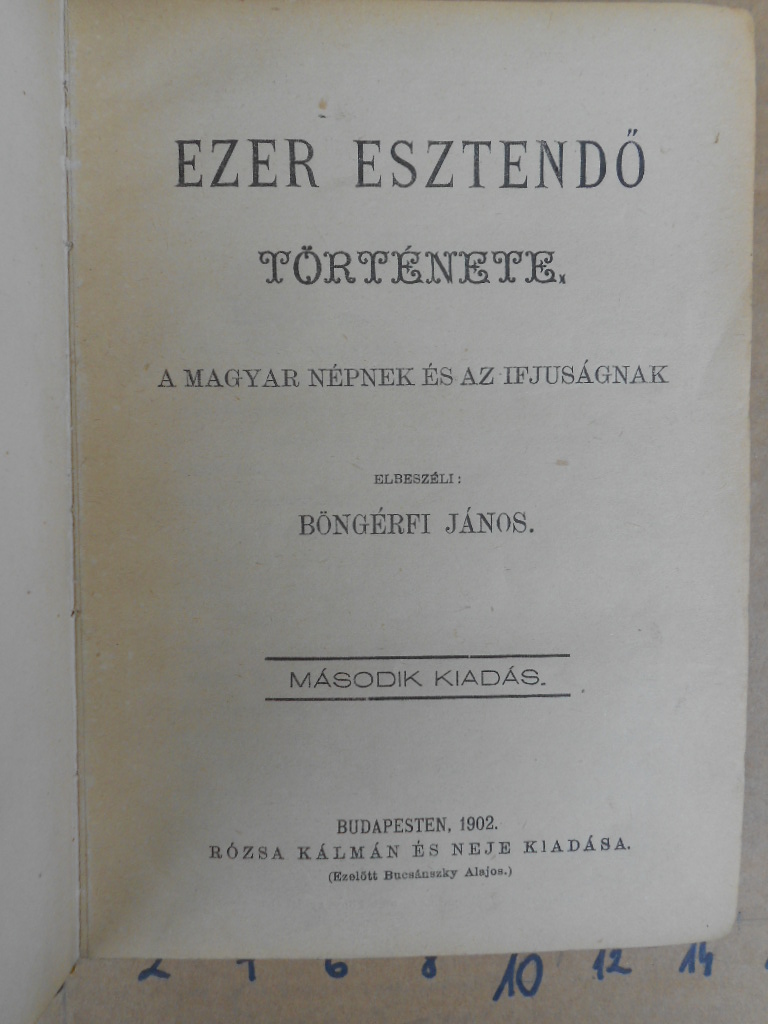 EZER ESZTENDŐ
TÖRTÉNETE.
A MAGYAR NÉPNEK ÉS AZ IFJUSÁGNAK
ELBESZÉLI:
BÖNGÉRFI JÁNOS.
MÁSODIK KIADÁS.
BUDAPESTEN, 1902.
RÓZSA KÁLMÁN ÉS NEJE KIADÁSA.
(Ezelőtt Bucsánszky Alajos.)
2 4 6 8 10 12 14